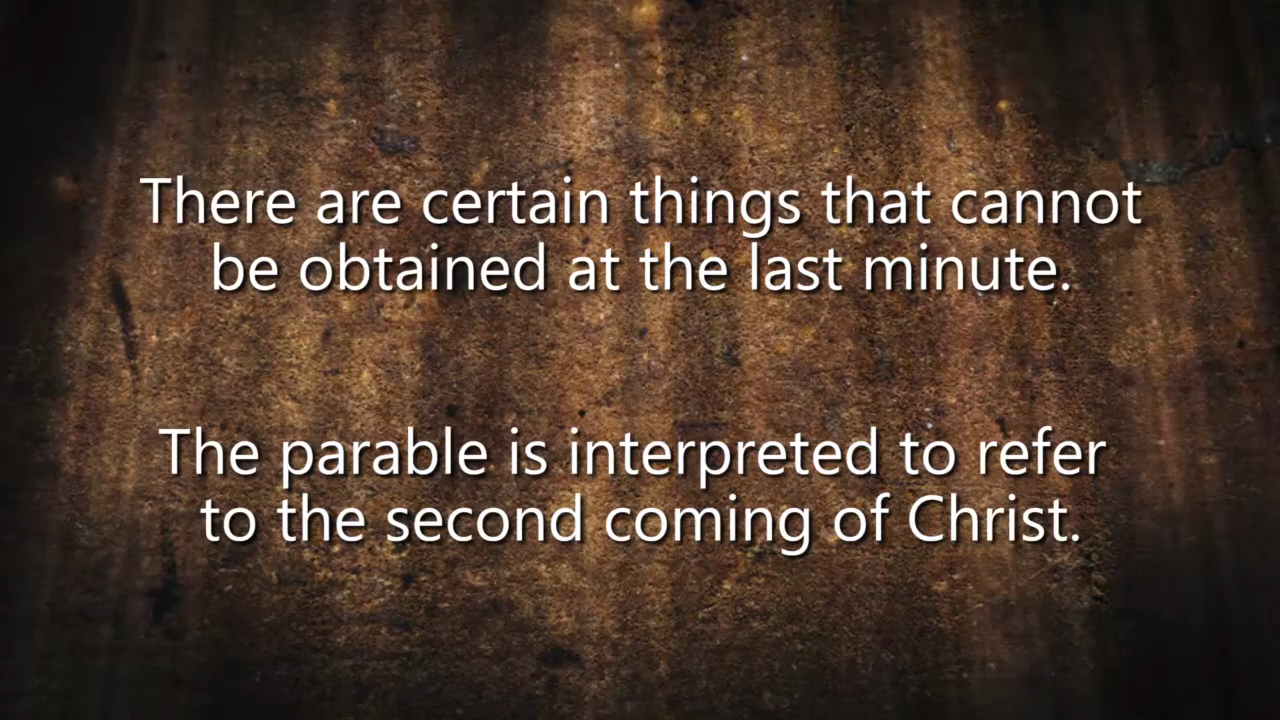 There are certain things that cannot
be obtained at the last minute.
The parable is interpreted to refer
to the second coming of Christ.